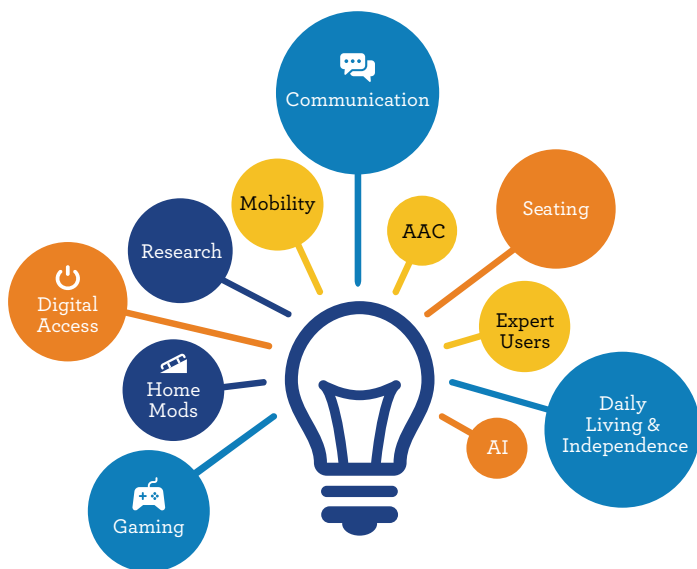 Communication
Mobility
AAC
Seating
Research
Digital
Access
Expert
Users
Home
Mods
Daily
Living &
Independence
AI
Gaming